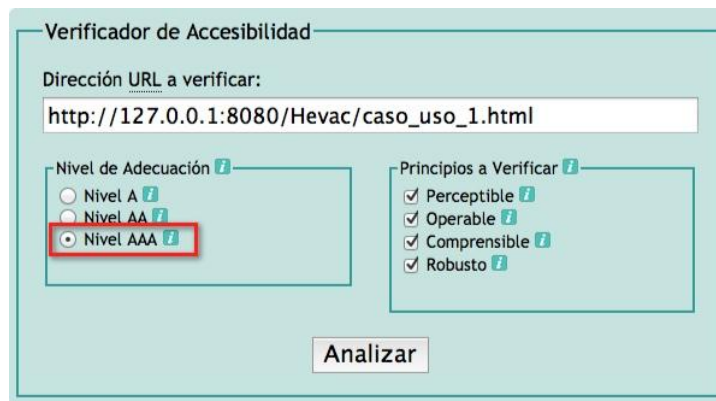 Verificador de Accesibilidad
Dirección URL a verificar:
http://127.0.0.1:8080/Hevac/caso_uso_1.html
Nivel de Adecuación i
Nivel A i
Nivel AA i
Nivel AAA i
Principios a Verificar i
Perceptible i
Operable i
Comprensible i
Robusto i
Analizar